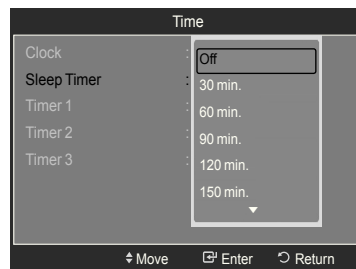 Time
Clock :
Sleep Timer :
Timer 1 :
Timer 2 :
Timer 3 :
Off
30 min.
60 min.
90 min.
120 min.
150 min.
Move Enter Return